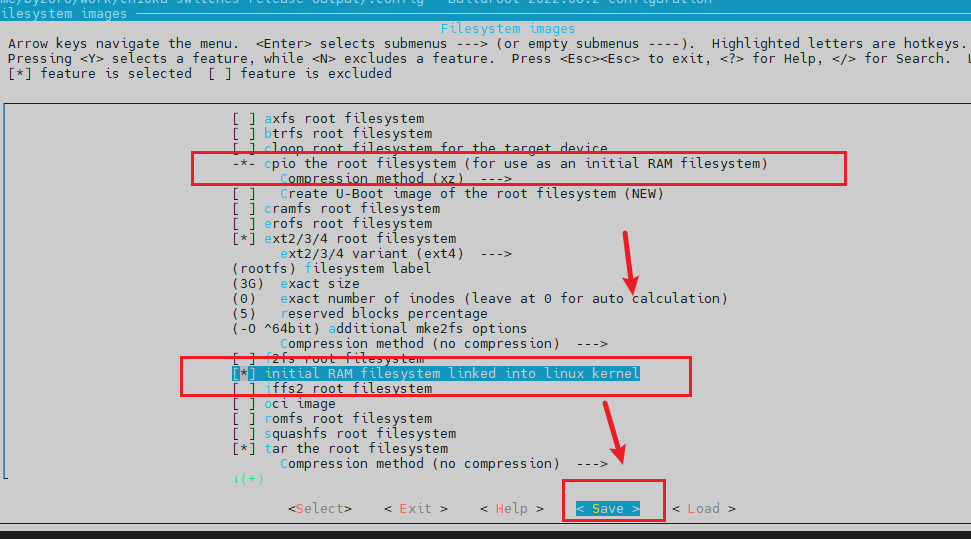 ilesystem images
Filesystem images
Arrow keys navigate the menu.  <Enter> selects submenus ---> (or empty submenus ----).  Highlighted letters are hotkeys.
Pressing <Y> selects a feature, while <N> excludes a feature.  Press <Esc><Esc> to exit, <?> for Help, </> for Search.
[*] feature is selected  [ ] feature is excluded
[ ] axfs root filesystem
[ ] btrfs root filesystem
[ ] cloop root filesystem for the target device
-*- cpio the root filesystem (for use as an initial RAM filesystem)
Compression method (xz)  --->
[ ]   Create U-Boot image of the root filesystem (NEW)
[ ] cramfs root filesystem
[ ] erofs root filesystem
[*] ext2/3/4 root filesystem
ext2/3/4 variant (ext4)  --->
(rootfs) filesystem label
(3G)  exact size
(0)   exact number of inodes (leave at 0 for auto calculation)
(5)   reserved blocks percentage
(-O ^64bit) additional mke2fs options
Compression method (no compression)  --->
[ ] f2fs root filesystem
[*] initial RAM filesystem linked into linux kernel
[ ] jffs2 root filesystem
[ ] oci image
[ ] romfs root filesystem
[ ] squashfs root filesystem
[*] tar the root filesystem
Compression method (no compression)  --->
↓(+)
<Select>    < Exit >    < Help >    < Save >    < Load >